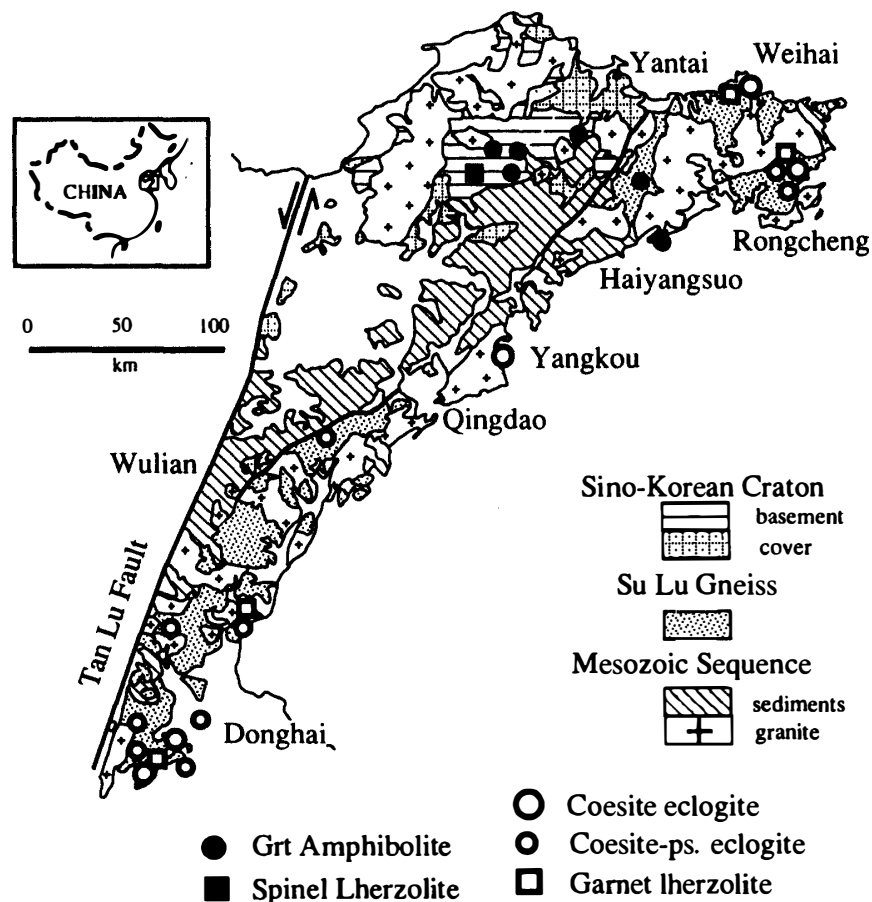 Weihai
Yantai
CHINA
Rongcheng
Haiyangsuo
0 50 100
km
Yangkou
Qingdao
Wulian
Tan Lu Fault
Donghai
Sino-Korean Craton
basement
cover
Su Lu Gneiss
Mesozoic Sequence
sediments
granite
Coesite eclogite
Grt Amphibolite
Coesite-ps. eclogite
Spinel Lherzolite
Garnet lherzolite